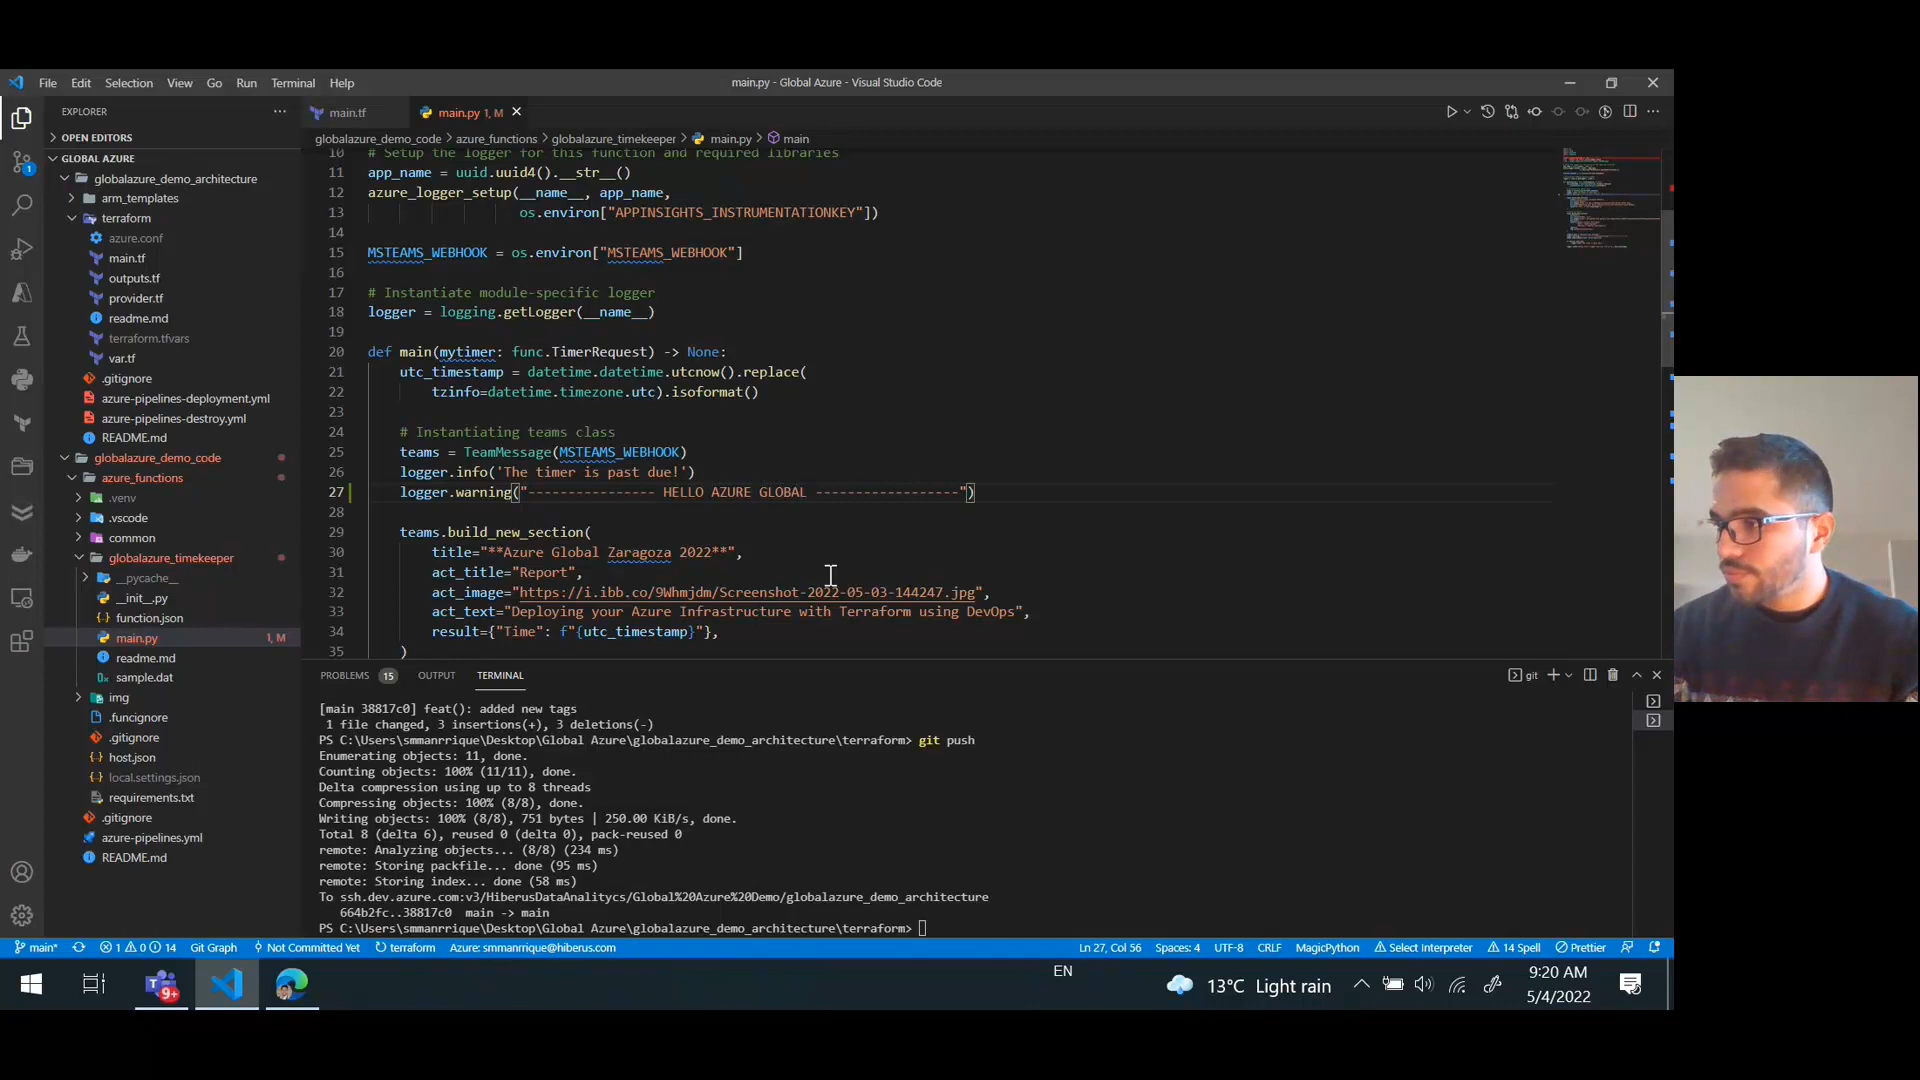 File Edit Selection View Go Run Terminal Help
main.py - Global Azure - Visual Studio Code
EXPLORER
main.tf
main.py 1, M
OPEN EDITORS
GLOBAL AZURE
globalazure_demo_architecture
arm_templates
terraform
azure.conf
main.tf
outputs.tf
provider.tf
readme.md
terraform.tfvars
var.tf
.gitignore
azure-pipelines-deployment.yml
azure-pipelines-destroy.yml
README.md
globalazure_demo_code
azure_functions
.venv
.vscode
common
globalazure_timekeeper
__pycache__
__init__.py
function.json
main.py 1, M
readme.md
sample.dat
img
.funcignore
.gitignore
host.json
local.settings.json
requirements.txt
.gitignore
azure-pipelines.yml
README.md
globalazure_demo_code > azure_functions > globalazure_timekeeper > main.py > main
10 # Setup the logger for this function and required libraries
11 app_name = uuid.uuid4().__str__()
12 azure_logger_setup(__name__, app_name,
13 os.environ["APPINSIGHTS_INSTRUMENTATIONKEY"])
14
15 MSTEAMS_WEBHOOK = os.environ["MSTEAMS_WEBHOOK"]
16
17 # Instantiate module-specific logger
18 logger = logging.getLogger(__name__)
19
20 def main(mytimer: func.TimerRequest) -> None:
21 utc_timestamp = datetime.datetime.utcnow().replace(
22 tzinfo=datetime.timezone.utc).isoformat()
23
24 # Instantiating teams class
25 teams = TeamMessage(MSTEAMS_WEBHOOK)
26 logger.info('The timer is past due!')
27 logger.warning("---------------- HELLO AZURE GLOBAL ------------------")
28
29 teams.build_new_section(
30 title="**Azure Global Zaragoza 2022**",
31 act_title="Report",
32 act_image="https://i.ibb.co/9Whmjdm/Screenshot-2022-05-03-144247.jpg",
33 act_text="Deploying your Azure Infrastructure with Terraform using DevOps",
34 result={"Time": f"{utc_timestamp}"},
35 )
PROBLEMS 15 OUTPUT TERMINAL
git
[main 38817c0] feat(): added new tags
1 file changed, 3 insertions(+), 3 deletions(-)
PS C:\Users\smmanrrique\Desktop\Global Azure\globalazure_demo_architecture\terraform> git push
Enumerating objects: 11, done.
Counting objects: 100% (11/11), done.
Delta compression using up to 8 threads
Compressing objects: 100% (8/8), done.
Writing objects: 100% (8/8), 751 bytes | 250.00 KiB/s, done.
Total 8 (delta 6), reused 0 (delta 0), pack-reused 0
remote: Analyzing objects... (8/8) (234 ms)
remote: Storing packfile... done (95 ms)
remote: Storing index... done (58 ms)
To ssh.dev.azure.com:v3/HiberusDataAnalitycs/Global%20Azure%20Demo/globalazure_demo_architecture
664b2fc..38817c0 main -> main
PS C:\Users\smmanrrique\Desktop\Global Azure\globalazure_demo_architecture\terraform>
main* 1 0 14 Git Graph Not Committed Yet terraform Azure: smmanrrique@hiberus.com
Ln 27, Col 56 Spaces: 4 UTF-8 CRLF MagicPython Select Interpreter 14 Spell Prettier
9+
EN
13°C Light rain
9:20 AM
5/4/2022